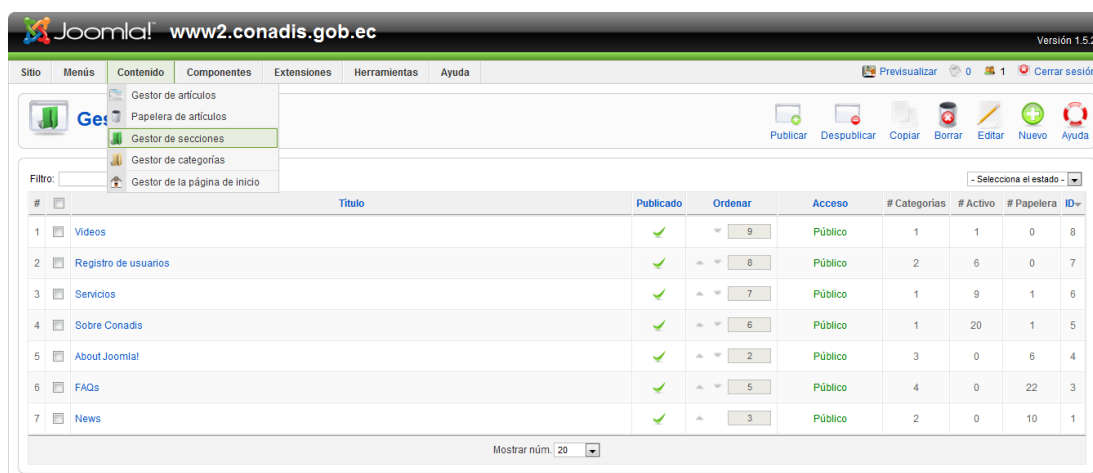 Joomla! www2.conadis.gob.ec
Versión 1.5.2
Sitio Menús Contenido Componentes Extensiones Herramientas Ayuda Previsualizar 0 1 Cerrar sesión
Gestor de artículos
Papelera de artículos
Gestor de secciones
Gestor de categorías
Gestor de la página de inicio
Ges
Publicar Despublicar Copiar Borrar Editar Nuevo Ayuda
Filtro: - Selecciona el estado -
# Título Publicado Ordenar Acceso # Categorías # Activo # Papelera ID
1 Videos 9 Público 1 1 0 8
2 Registro de usuarios 8 Público 2 6 0 7
3 Servicios 7 Público 1 9 1 6
4 Sobre Conadis 6 Público 1 20 1 5
5 About Joomla! 2 Público 3 0 6 4
6 FAQs 5 Público 4 0 22 3
7 News 3 Público 2 0 10 1
Mostrar núm. 20